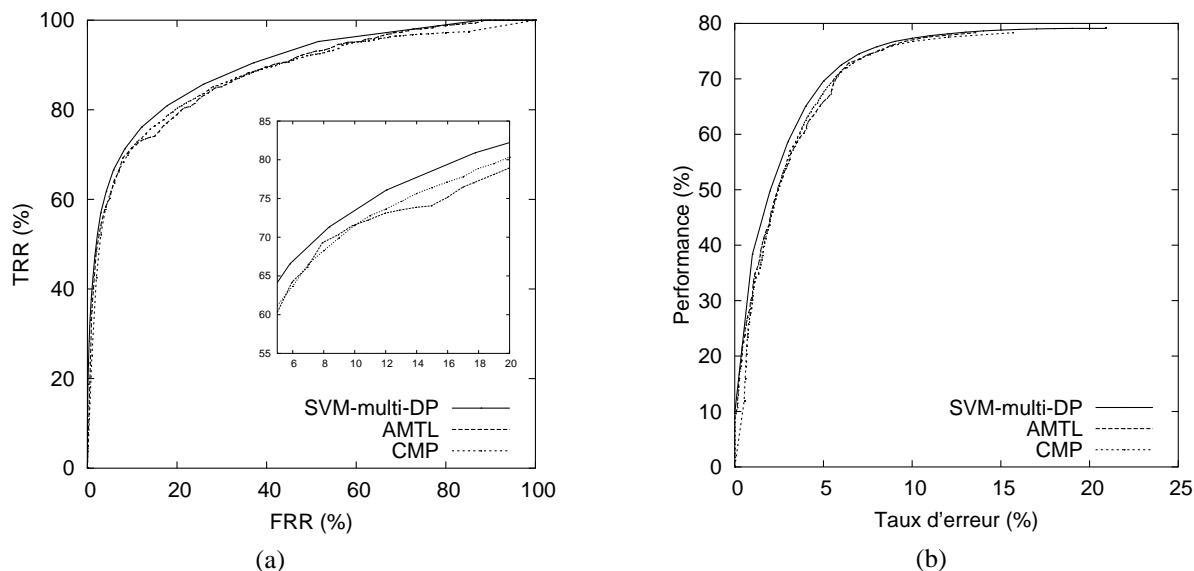 100
80
60
40
20
0
TRR (%)
85
80
75
70
65
60
55
6 8 10 12 14 16 18 20
SVM-multi-DP
AMTL
CMP
0 20 40 60 80 100
FRR (%)
(a)
80
70
60
50
40
30
20
10
0
Performance (%)
SVM-multi-DP
AMTL
CMP
0 5 10 15 20 25
Taux d'erreur (%)
(b)